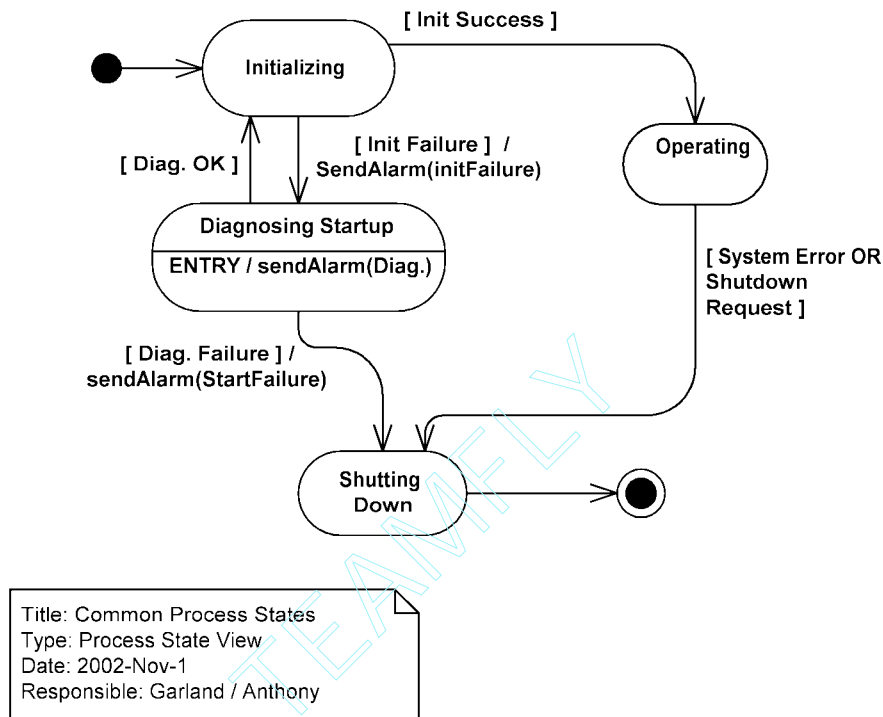 [ Init Success ]
Initializing
[ Init Failure ] /
SendAlarm(initFailure)
[ Diag. OK ]
Operating
Diagnosing Startup
ENTRY / sendAlarm(Diag.)
[ System Error OR
Shutdown
Request ]
[ Diag. Failure ] /
sendAlarm(StartFailure)
Shutting
Down
TEAMFLY
Title: Common Process States
Type: Process State View
Date: 2002-Nov-1
Responsible: Garland / Anthony